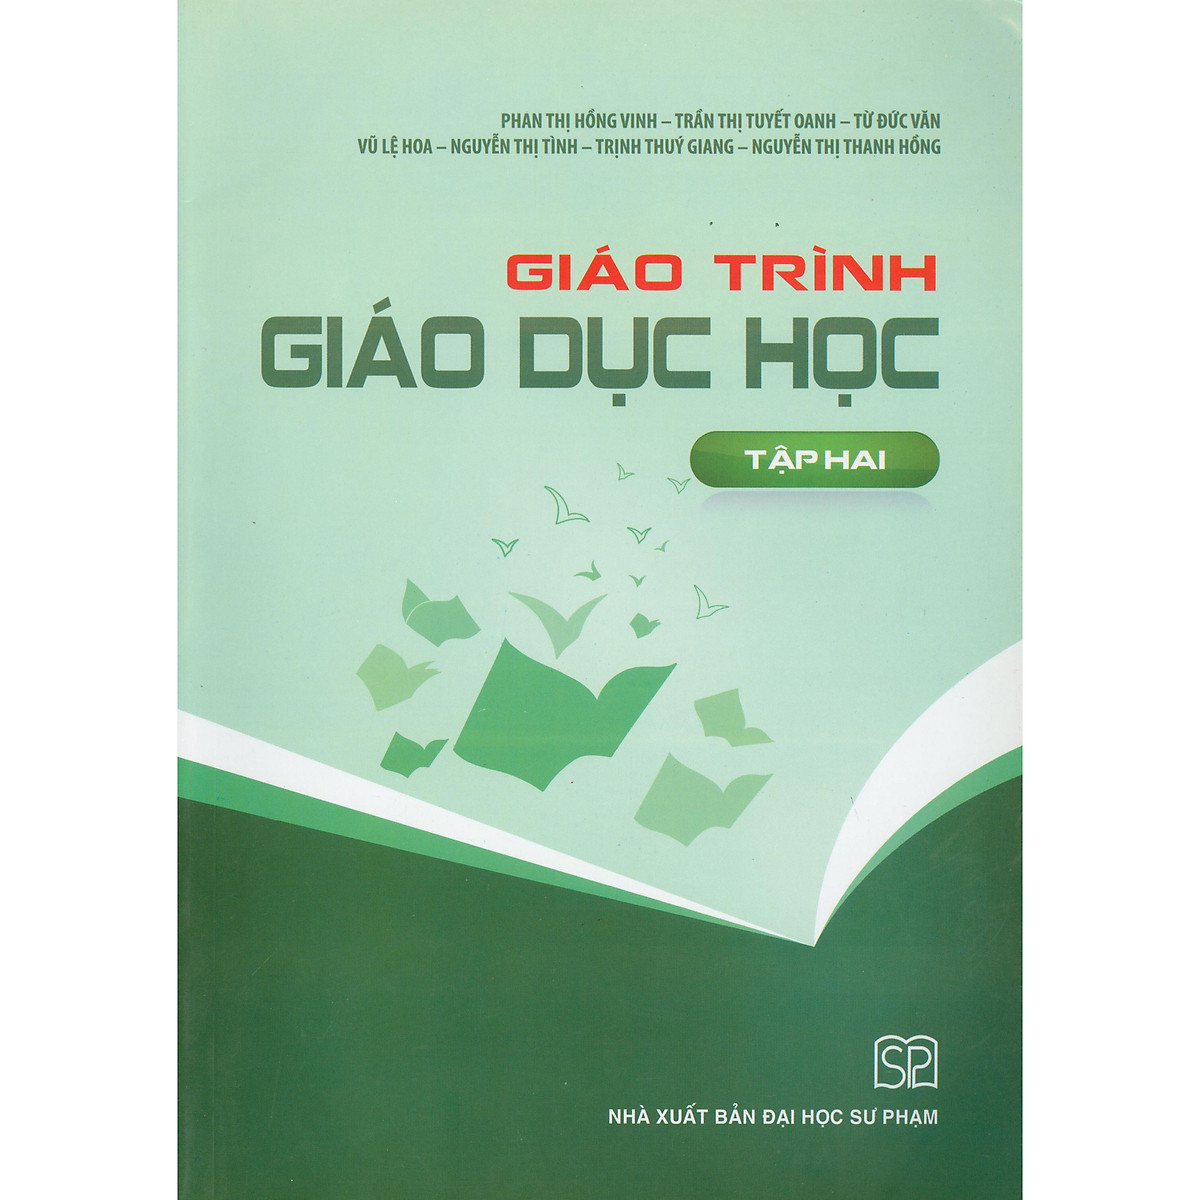 PHAN THỊ HỒNG VINH – TRẦN THỊ TUYẾT OANH – TỪ ĐỨC VĂN
VŨ LỆ HOA – NGUYỄN THỊ TÌNH – TRỊNH THUÝ GIANG – NGUYỄN THỊ THANH HỒNG
GIÁO TRÌNH
GIÁO DỤC HỌC
TẬP HAI
SP
NHÀ XUẤT BẢN ĐẠI HỌC SƯ PHẠM